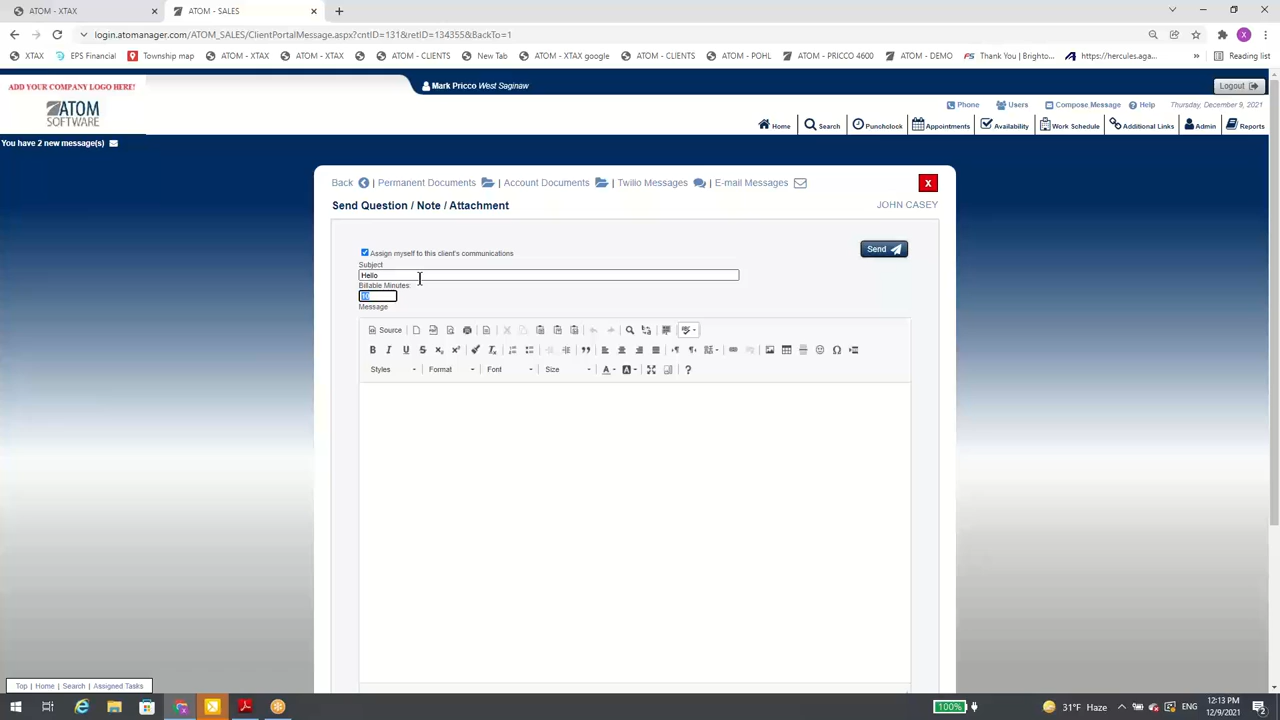 ATOM - XTAX
ATOM - SALES
login.atomanager.com/ATOM_SALES/ClientPortalMessage.aspx?cntID=131&retID=134355&BackTo=1
XTAX
EPS Financial
Township map
ATOM - XTAX
ATOM - XTAX
ATOM - CLIENTS
New Tab
ATOM - XTAX google
ATOM - CLIENTS
ATOM - POHL
ATOM - PRICCO 4600
ATOM - DEMO
Thank You | Brighto...
https://hercules.aga...
Reading list
ADD YOUR COMPANY LOGO HERE!
ATOM
SOFTWARE
Mark Pricco West Saginaw
Logout
Phone
Users
Compose Message
Help
Thursday, December 9, 2021
Home
Search
Punchclock
Appointments
Availability
Work Schedule
Additional Links
Admin
Reports
You have 2 new message(s)
Back | Permanent Documents | Account Documents | Twilio Messages | E-mail Messages
X
Send Question / Note / Attachment
JOHN CASEY
Assign myself to this client's communications
Send
Subject
Hello
Billable Minutes:
Message
Source
Styles
Format
Font
Size
Top | Home | Search | Assigned Tasks
100%
31°F Haze
12:13 PM
12/9/2021